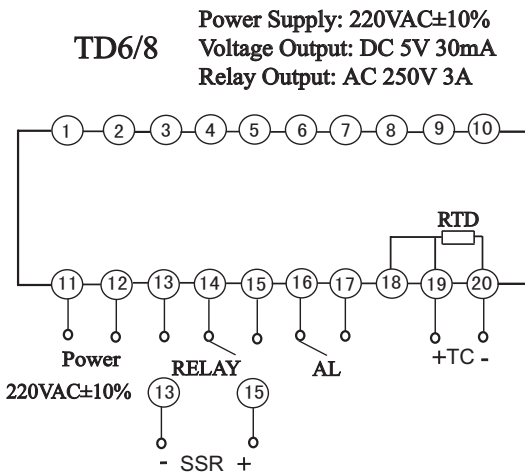 Power Supply: 220VAC±10%
TD6/8
Voltage Output: DC 5V 30mA
Relay Output: AC 250V 3A
1 2 3 4 5 6 7 8 9 10
RTD
11 12 13 14 15 16 17 18 19 20
Power
RELAY
AL
+TC -
220VAC±10%
13 15
- SSR +